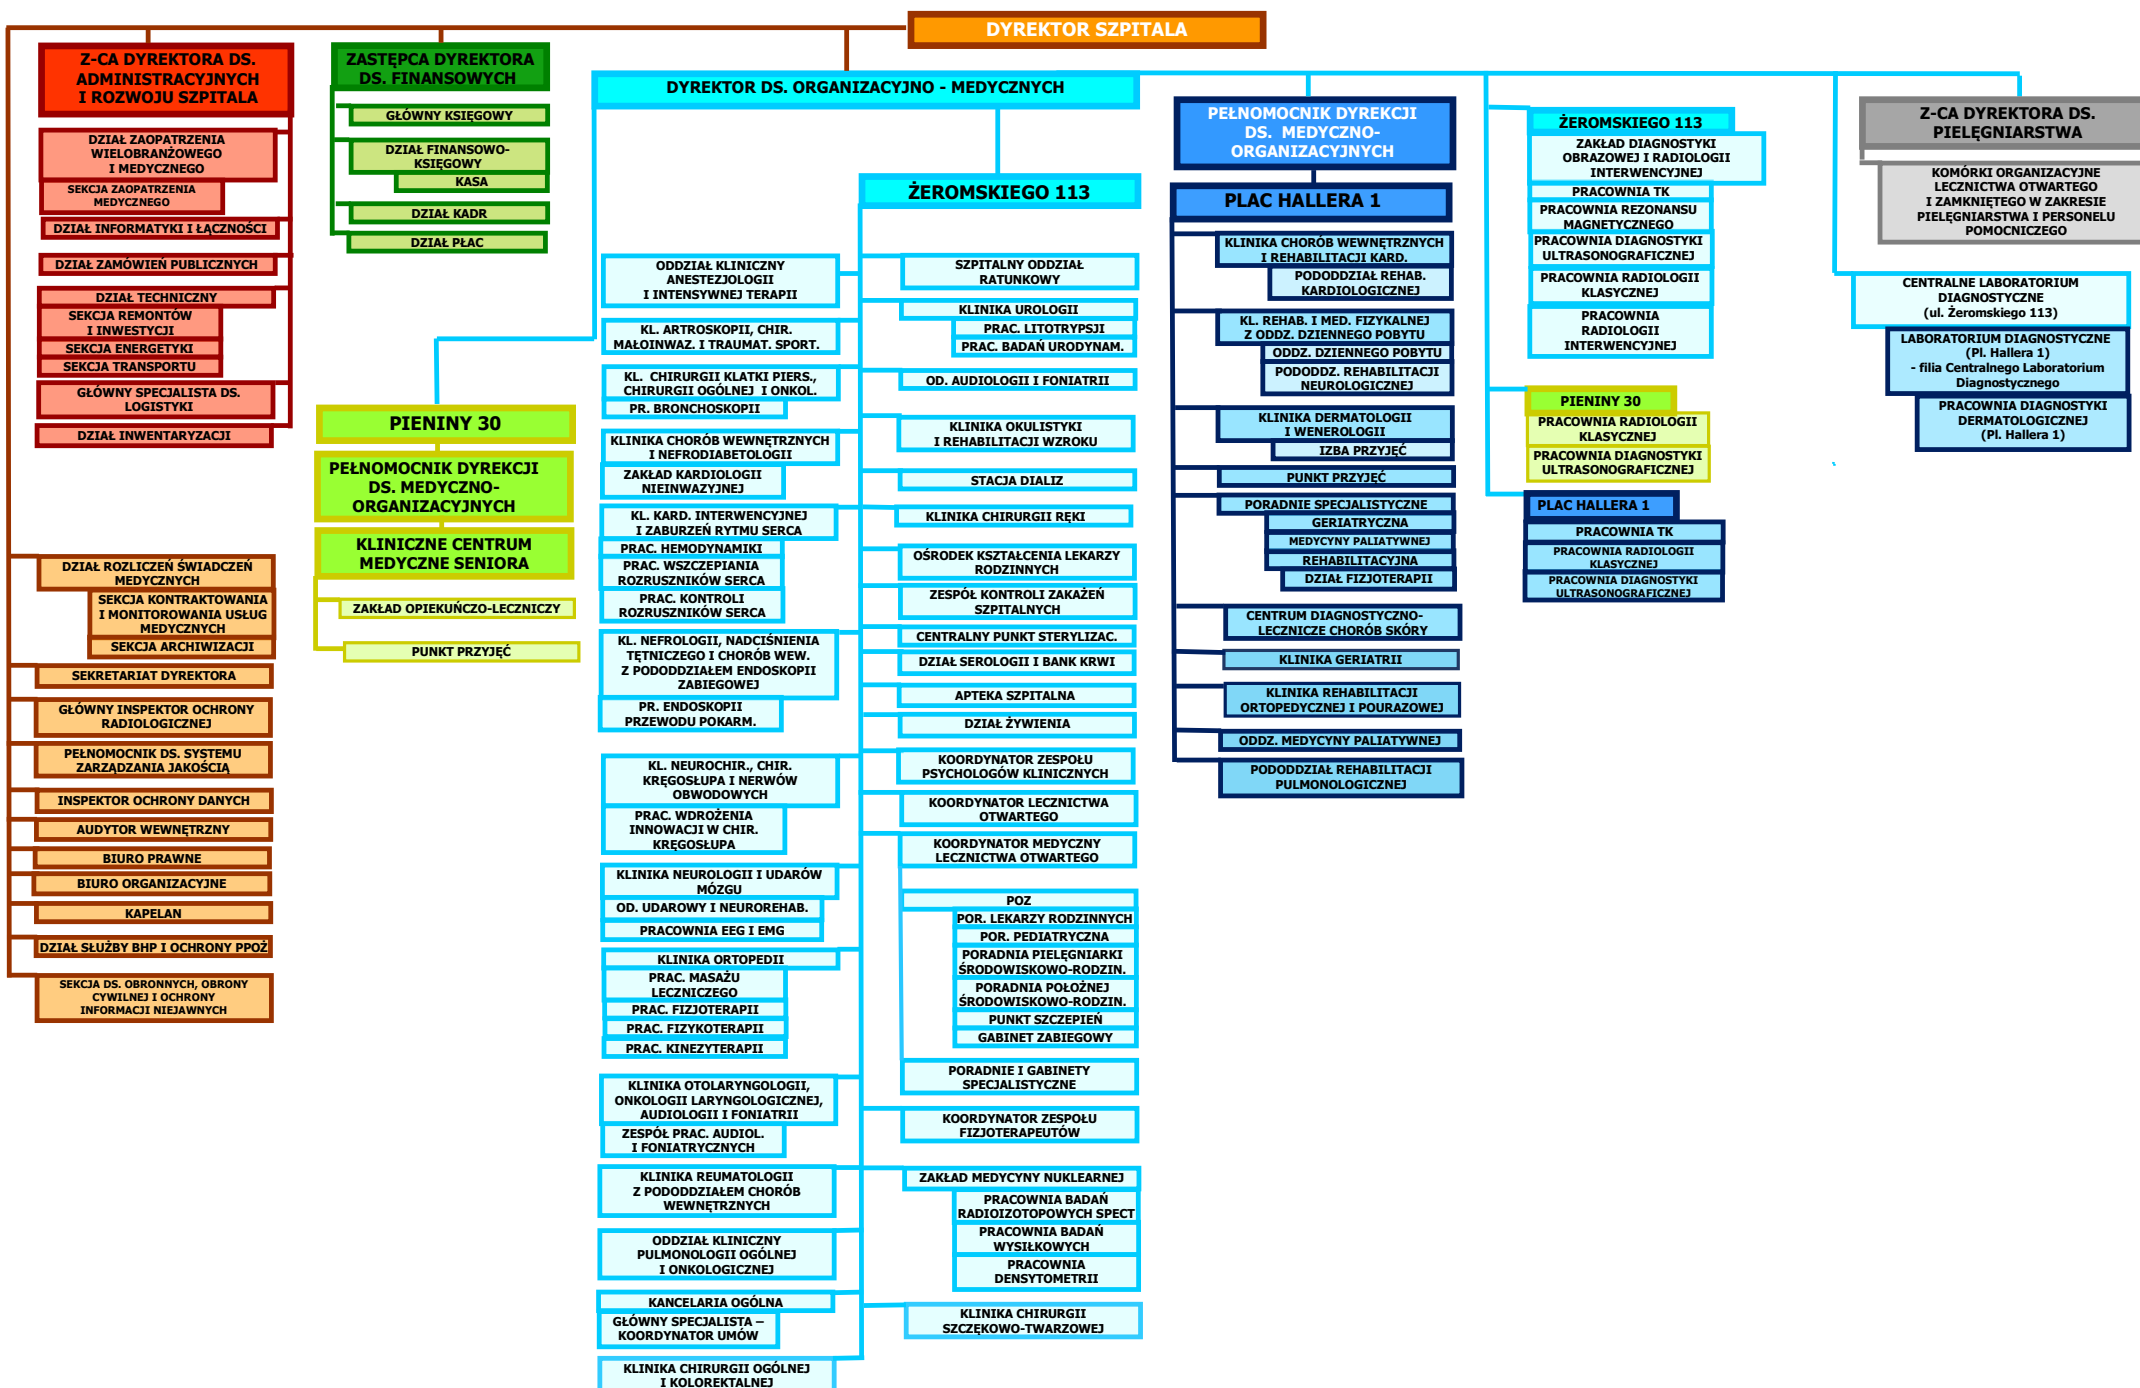 DYREKTOR SZPITALA
Z-CA DYREKTORA DS.
ADMINISTRACYJNYCH
I ROZWOJU SZPITALA
DZIAŁ ZAOPATRZENIA
WIELOBRANŻOWEGO
I MEDYCZNEGO
SEKCJA ZAOPATRZENIA
MEDYCZNEGO
DZIAŁ INFORMATYKI I ŁĄCZNOŚCI
DZIAŁ ZAMÓWIEŃ PUBLICZNYCH
DZIAŁ TECHNICZNY
SEKCJA REMONTÓW
I INWESTYCJI
SEKCJA ENERGETYKI
SEKCJA TRANSPORTU
GŁÓWNY SPECJALISTA DS.
LOGISTYKI
DZIAŁ INWENTARYZACJI
DZIAŁ ROZLICZEŃ ŚWIADCZEŃ
MEDYCZNYCH
SEKCJA KONTRAKTOWANIA
I MONITOROWANIA USŁUG
MEDYCZNYCH
SEKCJA ARCHIWIZACJI
SEKRETARIAT DYREKTORA
GŁÓWNY INSPEKTOR OCHRONY
RADIOLOGICZNEJ
PEŁNOMOCNIK DS. SYSTEMU
ZARZĄDZANIA JAKOŚCIĄ
INSPEKTOR OCHRONY DANYCH
AUDYTOR WEWNĘTRZNY
BIURO PRAWNE
BIURO ORGANIZACYJNE
KAPELAN
DZIAŁ SŁUŻBY BHP I OCHRONY PPOŻ
SEKCJA DS. OBRONNYCH, OBRONY
CYWILNEJ I OCHRONY
INFORMACJI NIEJAWNYCH
ZASTĘPCA DYREKTORA
DS. FINANSOWYCH
GŁÓWNY KSIĘGOWY
DZIAŁ FINANSOWO-
KSIĘGOWY
KASA
DZIAŁ KADR
DZIAŁ PŁAC
DYREKTOR DS. ORGANIZACYJNO - MEDYCZNYCH
PIENINY 30
PEŁNOMOCNIK DYREKCJI
DS. MEDYCZNO-
ORGANIZACYJNYCH
KLINICZNE CENTRUM
MEDYCZNE SENIORA
ZAKŁAD OPIEKUŃCZO-LECZNICZY
PUNKT PRZYJĘĆ
ŻEROMSKIEGO 113
ODDZIAŁ KLINICZNY
ANESTEZJOLOGII
I INTENSYWNEJ TERAPII
KL. ARTROSKOPII, CHIR.
MAŁOINWAZ. I TRAUMAT. SPORT.
KL. CHIRURGII KLATKI PIERS.,
CHIRURGII OGÓLNEJ I ONKOL.
PR. BRONCHOSKOPII
KLINIKA CHORÓB WEWNĘTRZNYCH
I NEFRODIABETOLOGII
ZAKŁAD KARDIOLOGII
NIEINWAZYJNEJ
KL. KARD. INTERWENCYJNEJ
I ZABURZEŃ RYTMU SERCA
PRAC. HEMODYNAMIKI
PRAC. WSZCZEPIANIA
ROZRUSZNIKÓW SERCA
PRAC. KONTROLI
ROZRUSZNIKÓW SERCA
KL. NEFROLOGII, NADCIŚNIENIA
TĘTNICZEGO I CHORÓB WEW.
Z PODODDZIAŁEM ENDOSKOPII
ZABIEGOWEJ
PR. ENDOSKOPII
PRZEWODU POKARM.
KL. NEUROCHIR., CHIR.
KRĘGOSŁUPA I NERWÓW
OBWODOWYCH
PRAC. WDROŻENIA
INNOWACJI W CHIR.
KRĘGOSŁUPA
KLINIKA NEUROLOGII I UDARÓW
MÓZGU
OD. UDAROWY I NEUROREHAB.
PRACOWNIA EEG I EMG
KLINIKA ORTOPEDII
PRAC. MASAŻU
LECZNICZEGO
PRAC. FIZJOTERAPII
PRAC. FIZYKOTERAPII
PRAC. KINEZYTERAPII
KLINIKA OTOLARYNGOLOGII,
ONKOLOGII LARYNGOLOGICZNEJ,
AUDIOLOGII I FONIATRII
ZESPÓŁ PRAC. AUDIOL.
I FONIATRYCZNYCH
KLINIKA REUMATOLOGII
Z PODODDZIAŁEM CHORÓB
WEWNĘTRZNYCH
ODDZIAŁ KLINICZNY
PULMONOLOGII OGÓLNEJ
I ONKOLOGICZNEJ
KANCELARIA OGÓLNA
GŁÓWNY SPECJALISTA –
KOORDYNATOR UMÓW
KLINIKA CHIRURGII OGÓLNEJ
I KOLOREKTALNEJ
SZPITALNY ODDZIAŁ
RATUNKOWY
KLINIKA UROLOGII
PRAC. LITOTRYPSJI
PRAC. BADAŃ URODYNAM.
OD. AUDIOLOGII I FONIATRII
KLINIKA OKULISTYKI
I REHABILITACJI WZROKU
STACJA DIALIZ
KLINIKA CHIRURGII RĘKI
OŚRODEK KSZTAŁCENIA LEKARZY
RODZINNYCH
ZESPÓŁ KONTROLI ZAKAŻEŃ
SZPITALNYCH
CENTRALNY PUNKT STERYLIZAC.
DZIAŁ SEROLOGII I BANK KRWI
APTEKA SZPITALNA
DZIAŁ ŻYWIENIA
KOORDYNATOR ZESPOŁU
PSYCHOLOGÓW KLINICZNYCH
KOORDYNATOR LECZNICTWA
OTWARTEGO
KOORDYNATOR MEDYCZNY
LECZNICTWA OTWARTEGO
POZ
POR. LEKARZY RODZINNYCH
POR. PEDIATRYCZNA
PORADNIA PIELĘGNIARKI
ŚRODOWISKOWO-RODZIN.
PORADNIA POŁOŻNEJ
ŚRODOWISKOWO-RODZIN.
PUNKT SZCZEPIEŃ
GABINET ZABIEGOWY
PORADNIE I GABINETY
SPECJALISTYCZNE
KOORDYNATOR ZESPOŁU
FIZJOTERAPEUTÓW
ZAKŁAD MEDYCYNY NUKLEARNEJ
PRACOWNIA BADAŃ
RADIOIZOTOPOWYCH SPECT
PRACOWNIA BADAŃ
WYSIŁKOWYCH
PRACOWNIA
DENSYTOMETRII
KLINIKA CHIRURGII
SZCZĘKOWO-TWARZOWEJ
PEŁNOMOCNIK DYREKCJI
DS. MEDYCZNO-
ORGANIZACYJNYCH
PLAC HALLERA 1
KLINIKA CHORÓB WEWNĘTRZNYCH
I REHABILITACJI KARD.
PODODDZIAŁ REHAB.
KARDIOLOGICZNEJ
KL. REHAB. I MED. FIZYKALNEJ
Z ODDZ. DZIENNEGO POBYTU
ODDZ. DZIENNEGO POBYTU
PODODDZ. REHABILITACJI
NEUROLOGICZNEJ
KLINIKA DERMATOLOGII
I WENEROLOGII
IZBA PRZYJĘĆ
PUNKT PRZYJĘĆ
PORADNIE SPECJALISTYCZNE
GERIATRYCZNA
MEDYCYNY PALIATYWNEJ
REHABILITACYJNA
DZIAŁ FIZJOTERAPII
CENTRUM DIAGNOSTYCZNO-
LECZNICZE CHORÓB SKÓRY
KLINIKA GERIATRII
KLINIKA REHABILITACJI
ORTOPEDYCZNEJ I POURAZOWEJ
ODDZ. MEDYCYNY PALIATYWNEJ
PODODDZIAŁ REHABILITACJI
PULMONOLOGICZNEJ
ŻEROMSKIEGO 113
ZAKŁAD DIAGNOSTYKI
OBRAZOWEJ I RADIOLOGII
INTERWENCYJNEJ
PRACOWNIA TK
PRACOWNIA REZONANSU
MAGNETYCZNEGO
PRACOWNIA DIAGNOSTYKI
ULTRASONOGRAFICZNEJ
PRACOWNIA RADIOLOGII
KLASYCZNEJ
PRACOWNIA
RADIOLOGII
INTERWENCYJNEJ
PIENINY 30
PRACOWNIA RADIOLOGII
KLASYCZNEJ
PRACOWNIA DIAGNOSTYKI
ULTRASONOGRAFICZNEJ
PLAC HALLERA 1
PRACOWNIA TK
PRACOWNIA RADIOLOGII
KLASYCZNEJ
PRACOWNIA DIAGNOSTYKI
ULTRASONOGRAFICZNEJ
Z-CA DYREKTORA DS.
PIELĘGNIARSTWA
KOMÓRKI ORGANIZACYJNE
LECZNICTWA OTWARTEGO
I ZAMKNIĘTEGO W ZAKRESIE
PIELĘGNIARSTWA I PERSONELU
POMOCNICZEGO
CENTRALNE LABORATORIUM
DIAGNOSTYCZNE
(ul. Żeromskiego 113)
LABORATORIUM DIAGNOSTYCZNE
(Pl. Hallera 1)
- filia Centralnego Laboratorium
Diagnostycznego
PRACOWNIA DIAGNOSTYKI
DERMATOLOGICZNEJ
(Pl. Hallera 1)